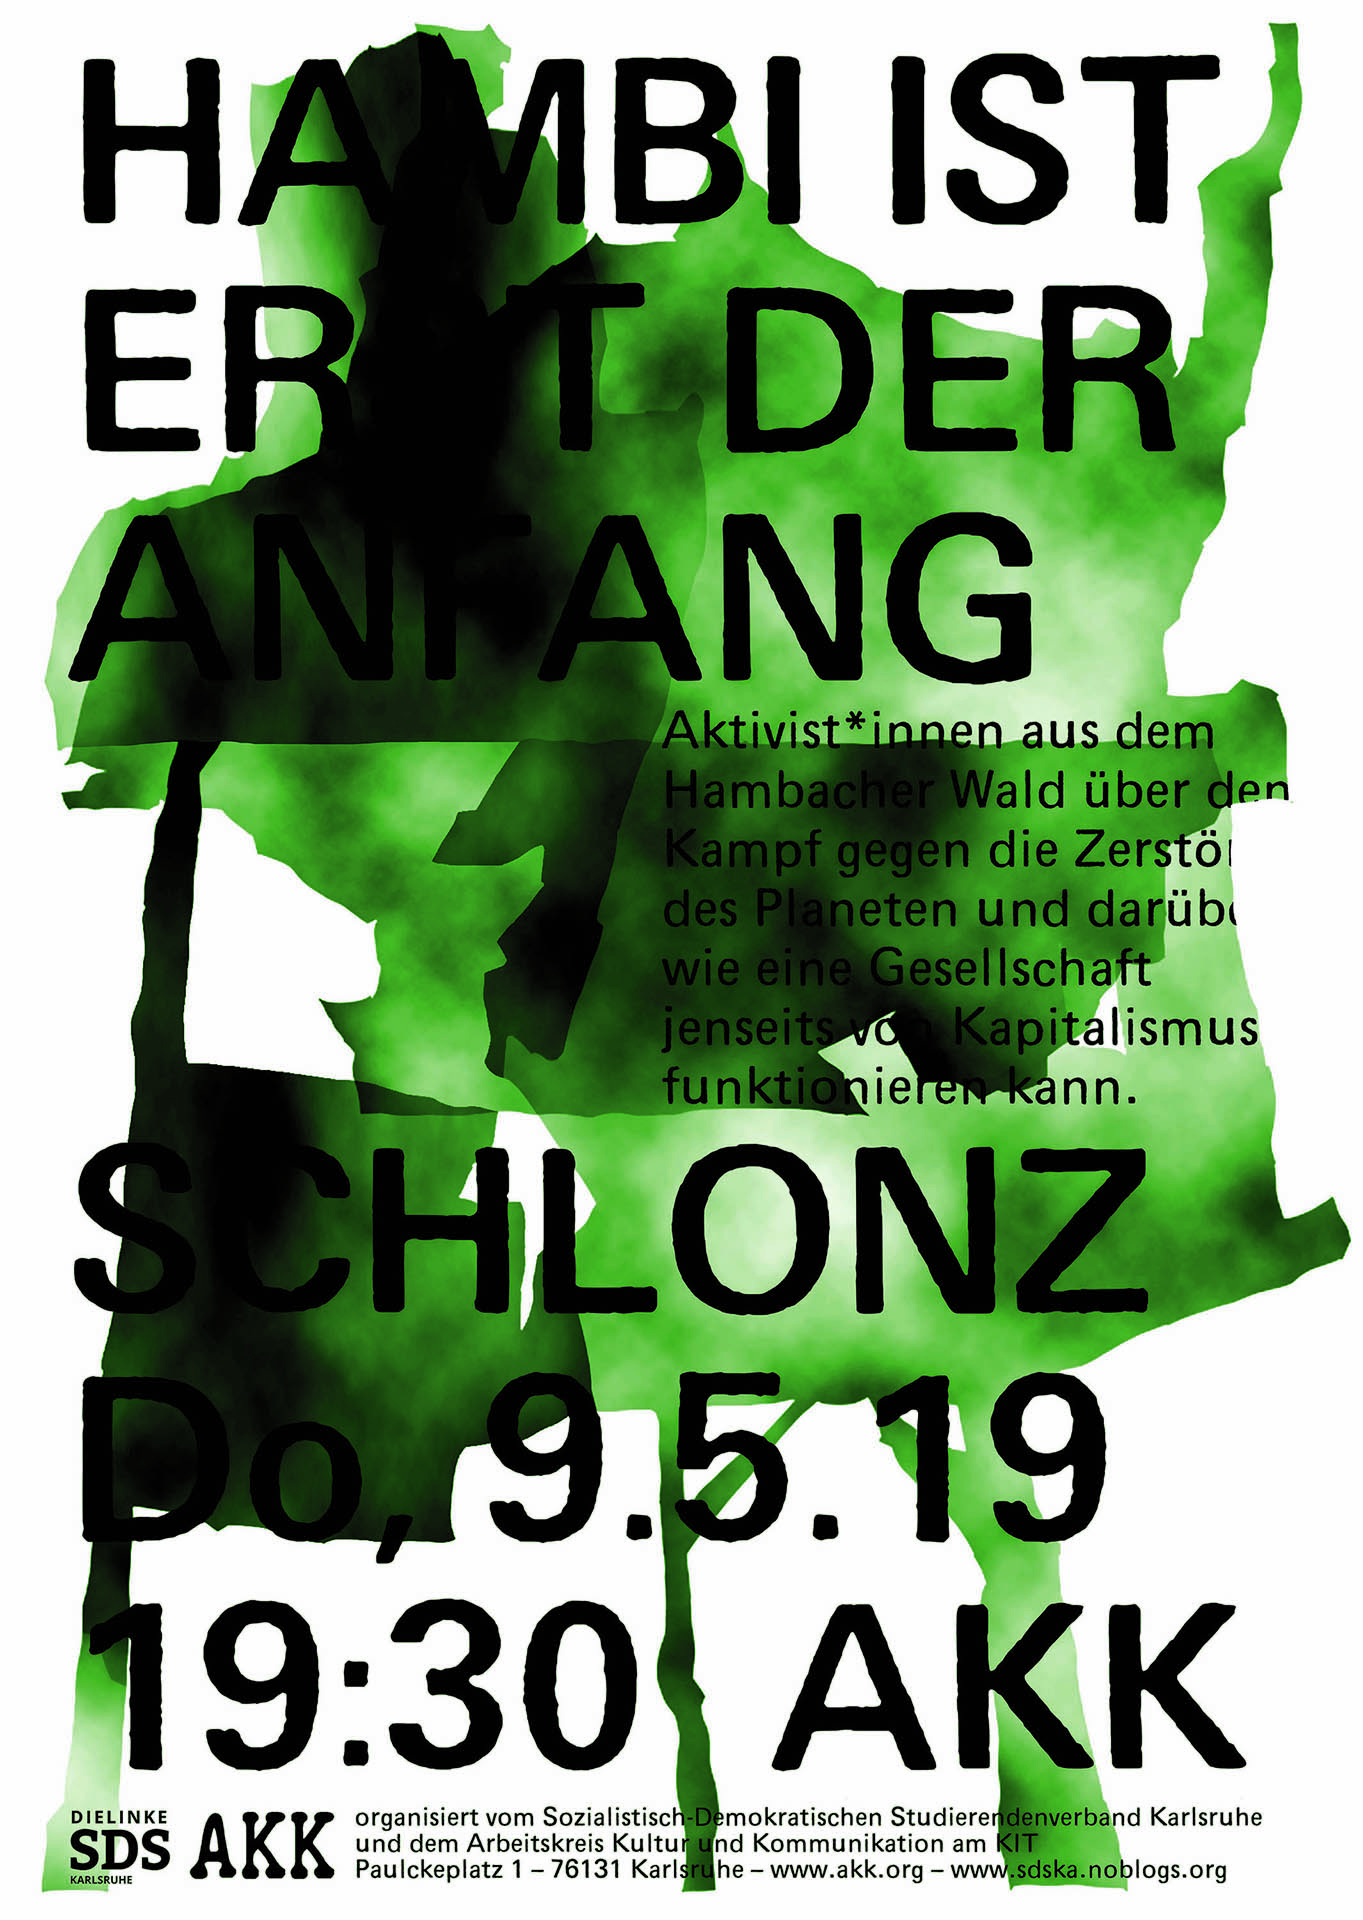 HAMBI IST
ERST DER
ANFANG
Aktivist*innen aus dem
Hambacher Wald über den
Kampf gegen die
des Planeten und
wie eine Gesellschaft
jenseits von Kapitalismus
funktionieren kann.
SCHLONZ
Do, 9.5.19
19:30 AKK
DIE LINKE
SDS
KARLSRUHE
AKK
organisiert vom Sozialistisch-Demokratischen Studierendenverband Karlsruhe
und dem Arbeitskreis Kultur und Kommunikation am KIT
Paulckeplatz 1 – 76131 Karlsruhe – www.akk.org – www.sdska.noblogs.org